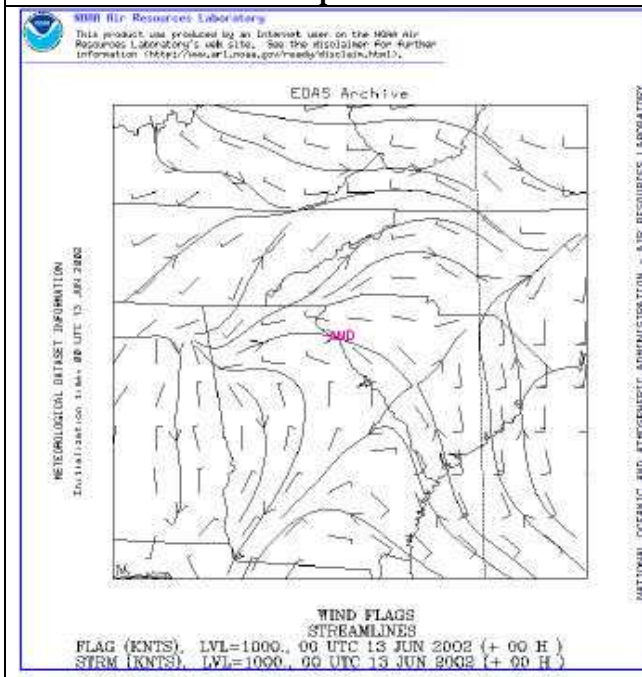 NOAA Air Resources Laboratory
This product was produced by an Internet user on the NOAA Air
Resources Laboratory's web site. See the disclaimer for further
information (http://www.arl.noaa.gov/ready/disclaim.html).
EDAS Archive
METEOROLOGICAL DATASET INFORMATION
Initialization time: 00 UTC 13 JUN 2002
AND
NATIONAL OCEANIC AND ATMOSPHERIC ADMINISTRATION - AIR RESOURCES LABORATORY
WIND FLAGS
STREAMLINES
FLAG (KNTS), LVL=1000., 00 UTC 13 JUN 2002 (+ 00 H )
STRM (KNTS), LVL=1000., 00 UTC 13 JUN 2002 (+ 00 H )